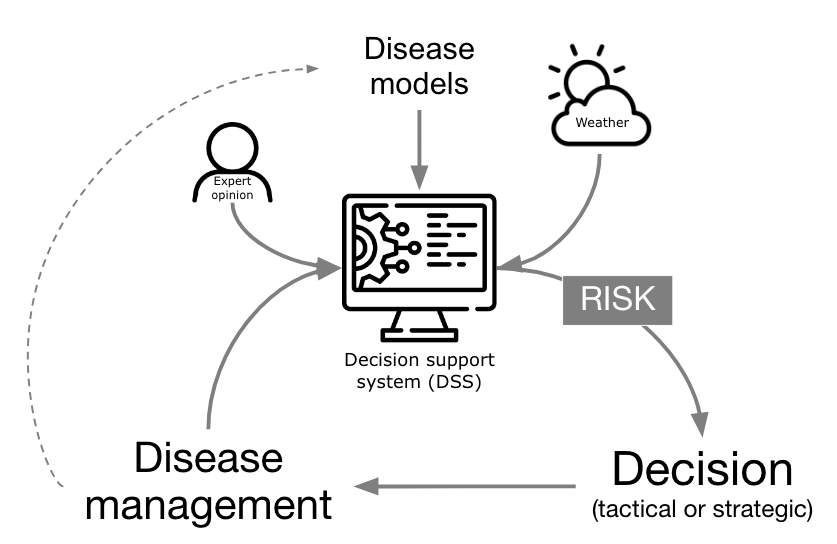 Disease
models
Weather
Expert
opinion
RISK
Decision support
system (DSS)
Disease
management
Decision
(tactical or strategic)